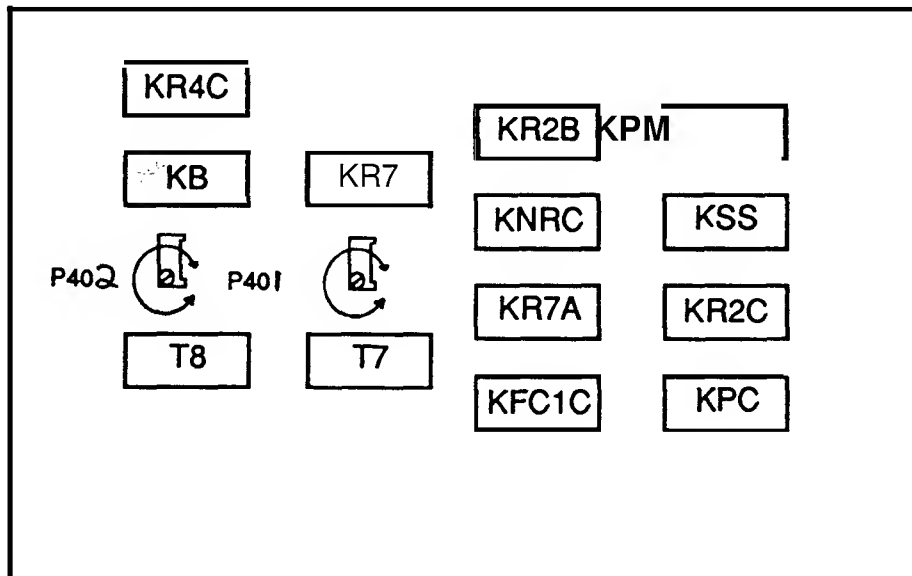 KR4C
KR2B KPM
KB KR7
KNRC KSS
P402 P401
KR7A KR2C
T8 T7
KFC1C KPC